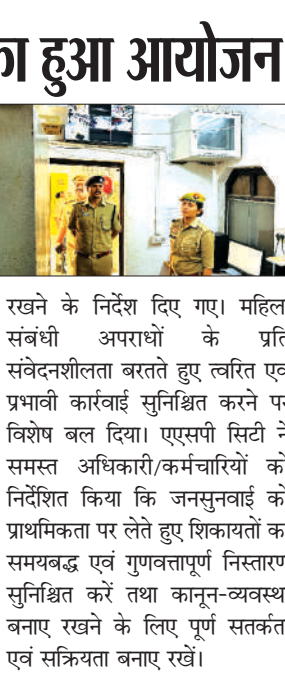 का हुआ आयोजन
रखने के निर्देश दिए गए। महिला
संबंधी अपराधों के प्रति
संवेदनशीलता बरतते हुए त्वरित एवं
प्रभावी कार्रवाई सुनिश्चित करने पर
विशेष बल दिया। एएसपी सिटी ने
समस्त अधिकारी/कर्मचारियों को
निर्देशित किया कि जनसुनवाई को
प्राथमिकता पर लेते हुए शिकायतों का
समयबद्ध एवं गुणवत्तापूर्ण निस्तारण
सुनिश्चित करें तथा कानून-व्यवस्था
बनाए रखने के लिए पूर्ण सतर्कता
एवं सक्रियता बनाए रखें।